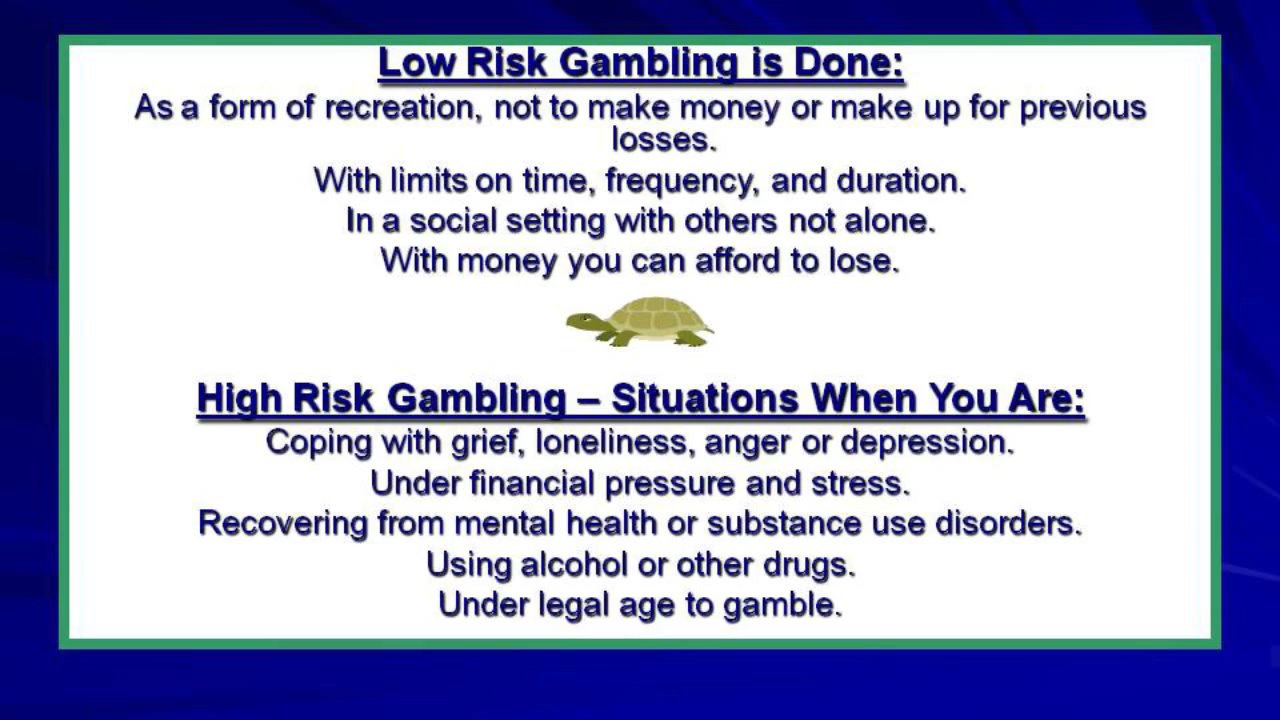 Low Risk Gambling is Done:
As a form of recreation, not to make money or make up for previous
losses.
With limits on time, frequency, and duration.
In a social setting with others not alone.
With money you can afford to lose.
High Risk Gambling – Situations When You Are:
Coping with grief, loneliness, anger or depression.
Under financial pressure and stress.
Recovering from mental health or substance use disorders.
Using alcohol or other drugs.
Under legal age to gamble.